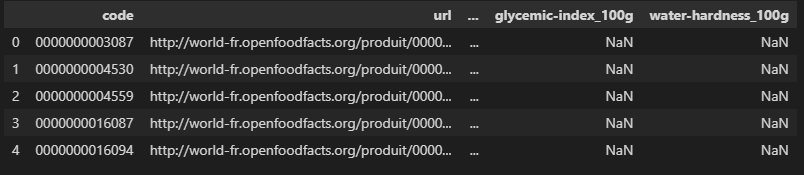 code url ... glycemic-index_100g water-hardness_100g
0 0000000003087 http://world-fr.openfoodfacts.org/produit/0000... ... NaN NaN
1 0000000004530 http://world-fr.openfoodfacts.org/produit/0000... ... NaN NaN
2 0000000004559 http://world-fr.openfoodfacts.org/produit/0000... ... NaN NaN
3 0000000016087 http://world-fr.openfoodfacts.org/produit/0000... ... NaN NaN
4 0000000016094 http://world-fr.openfoodfacts.org/produit/0000... ... NaN NaN